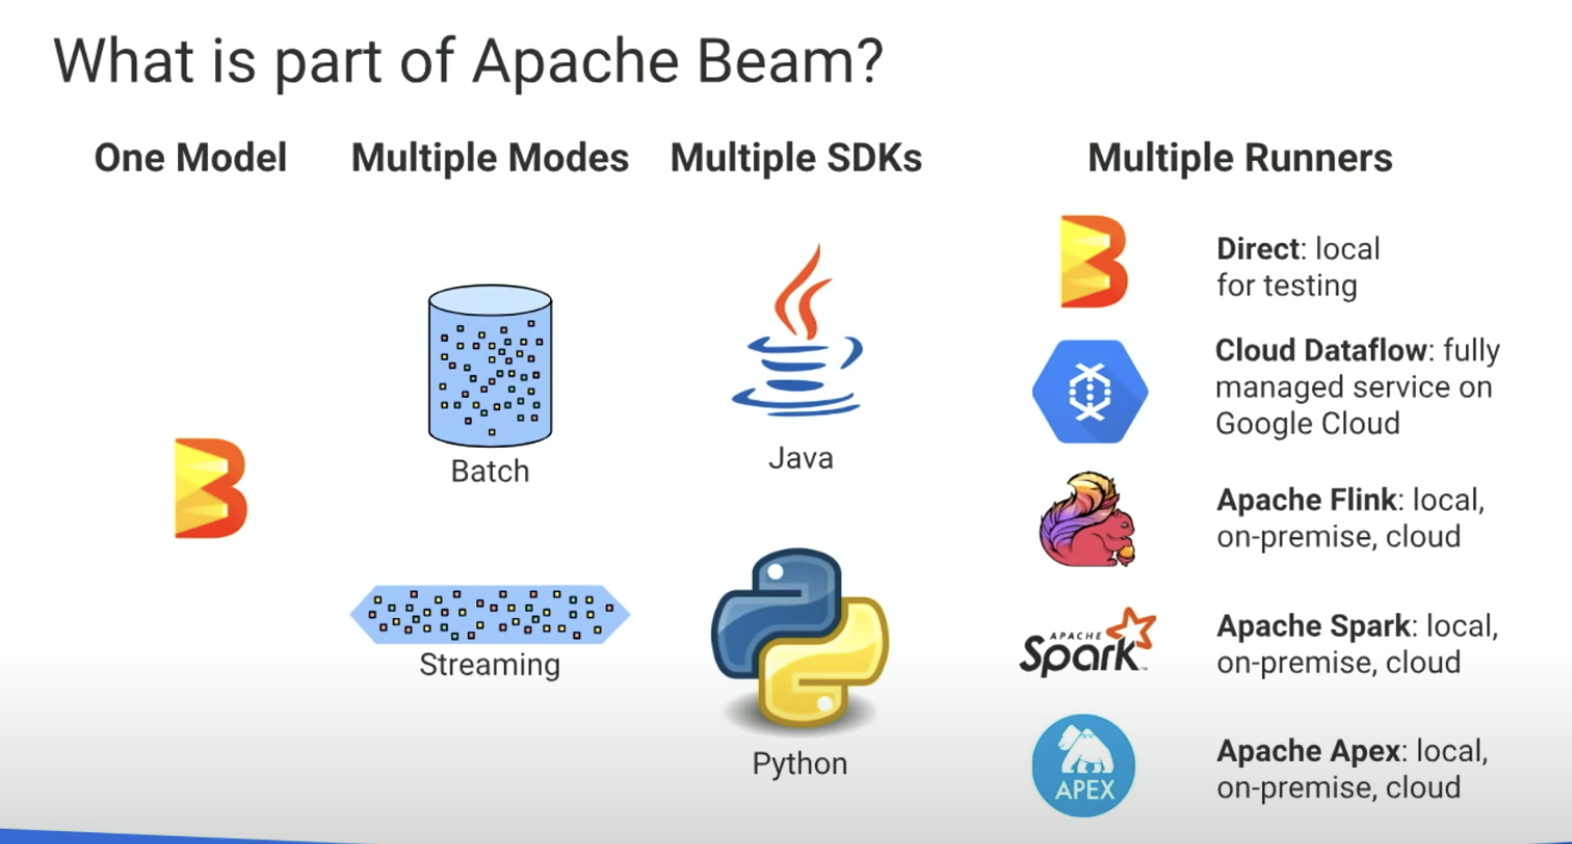 What is part of Apache Beam?
One Model
Multiple Modes
Multiple SDKs
Multiple Runners
Batch
Streaming
Java
Python
Direct: local
for testing
Cloud Dataflow: fully
managed service on
Google Cloud
Apache Flink: local,
on-premise, cloud
APACHE
Spark
Apache Spark: local,
on-premise, cloud
APEX
Apache Apex: local,
on-premise, cloud